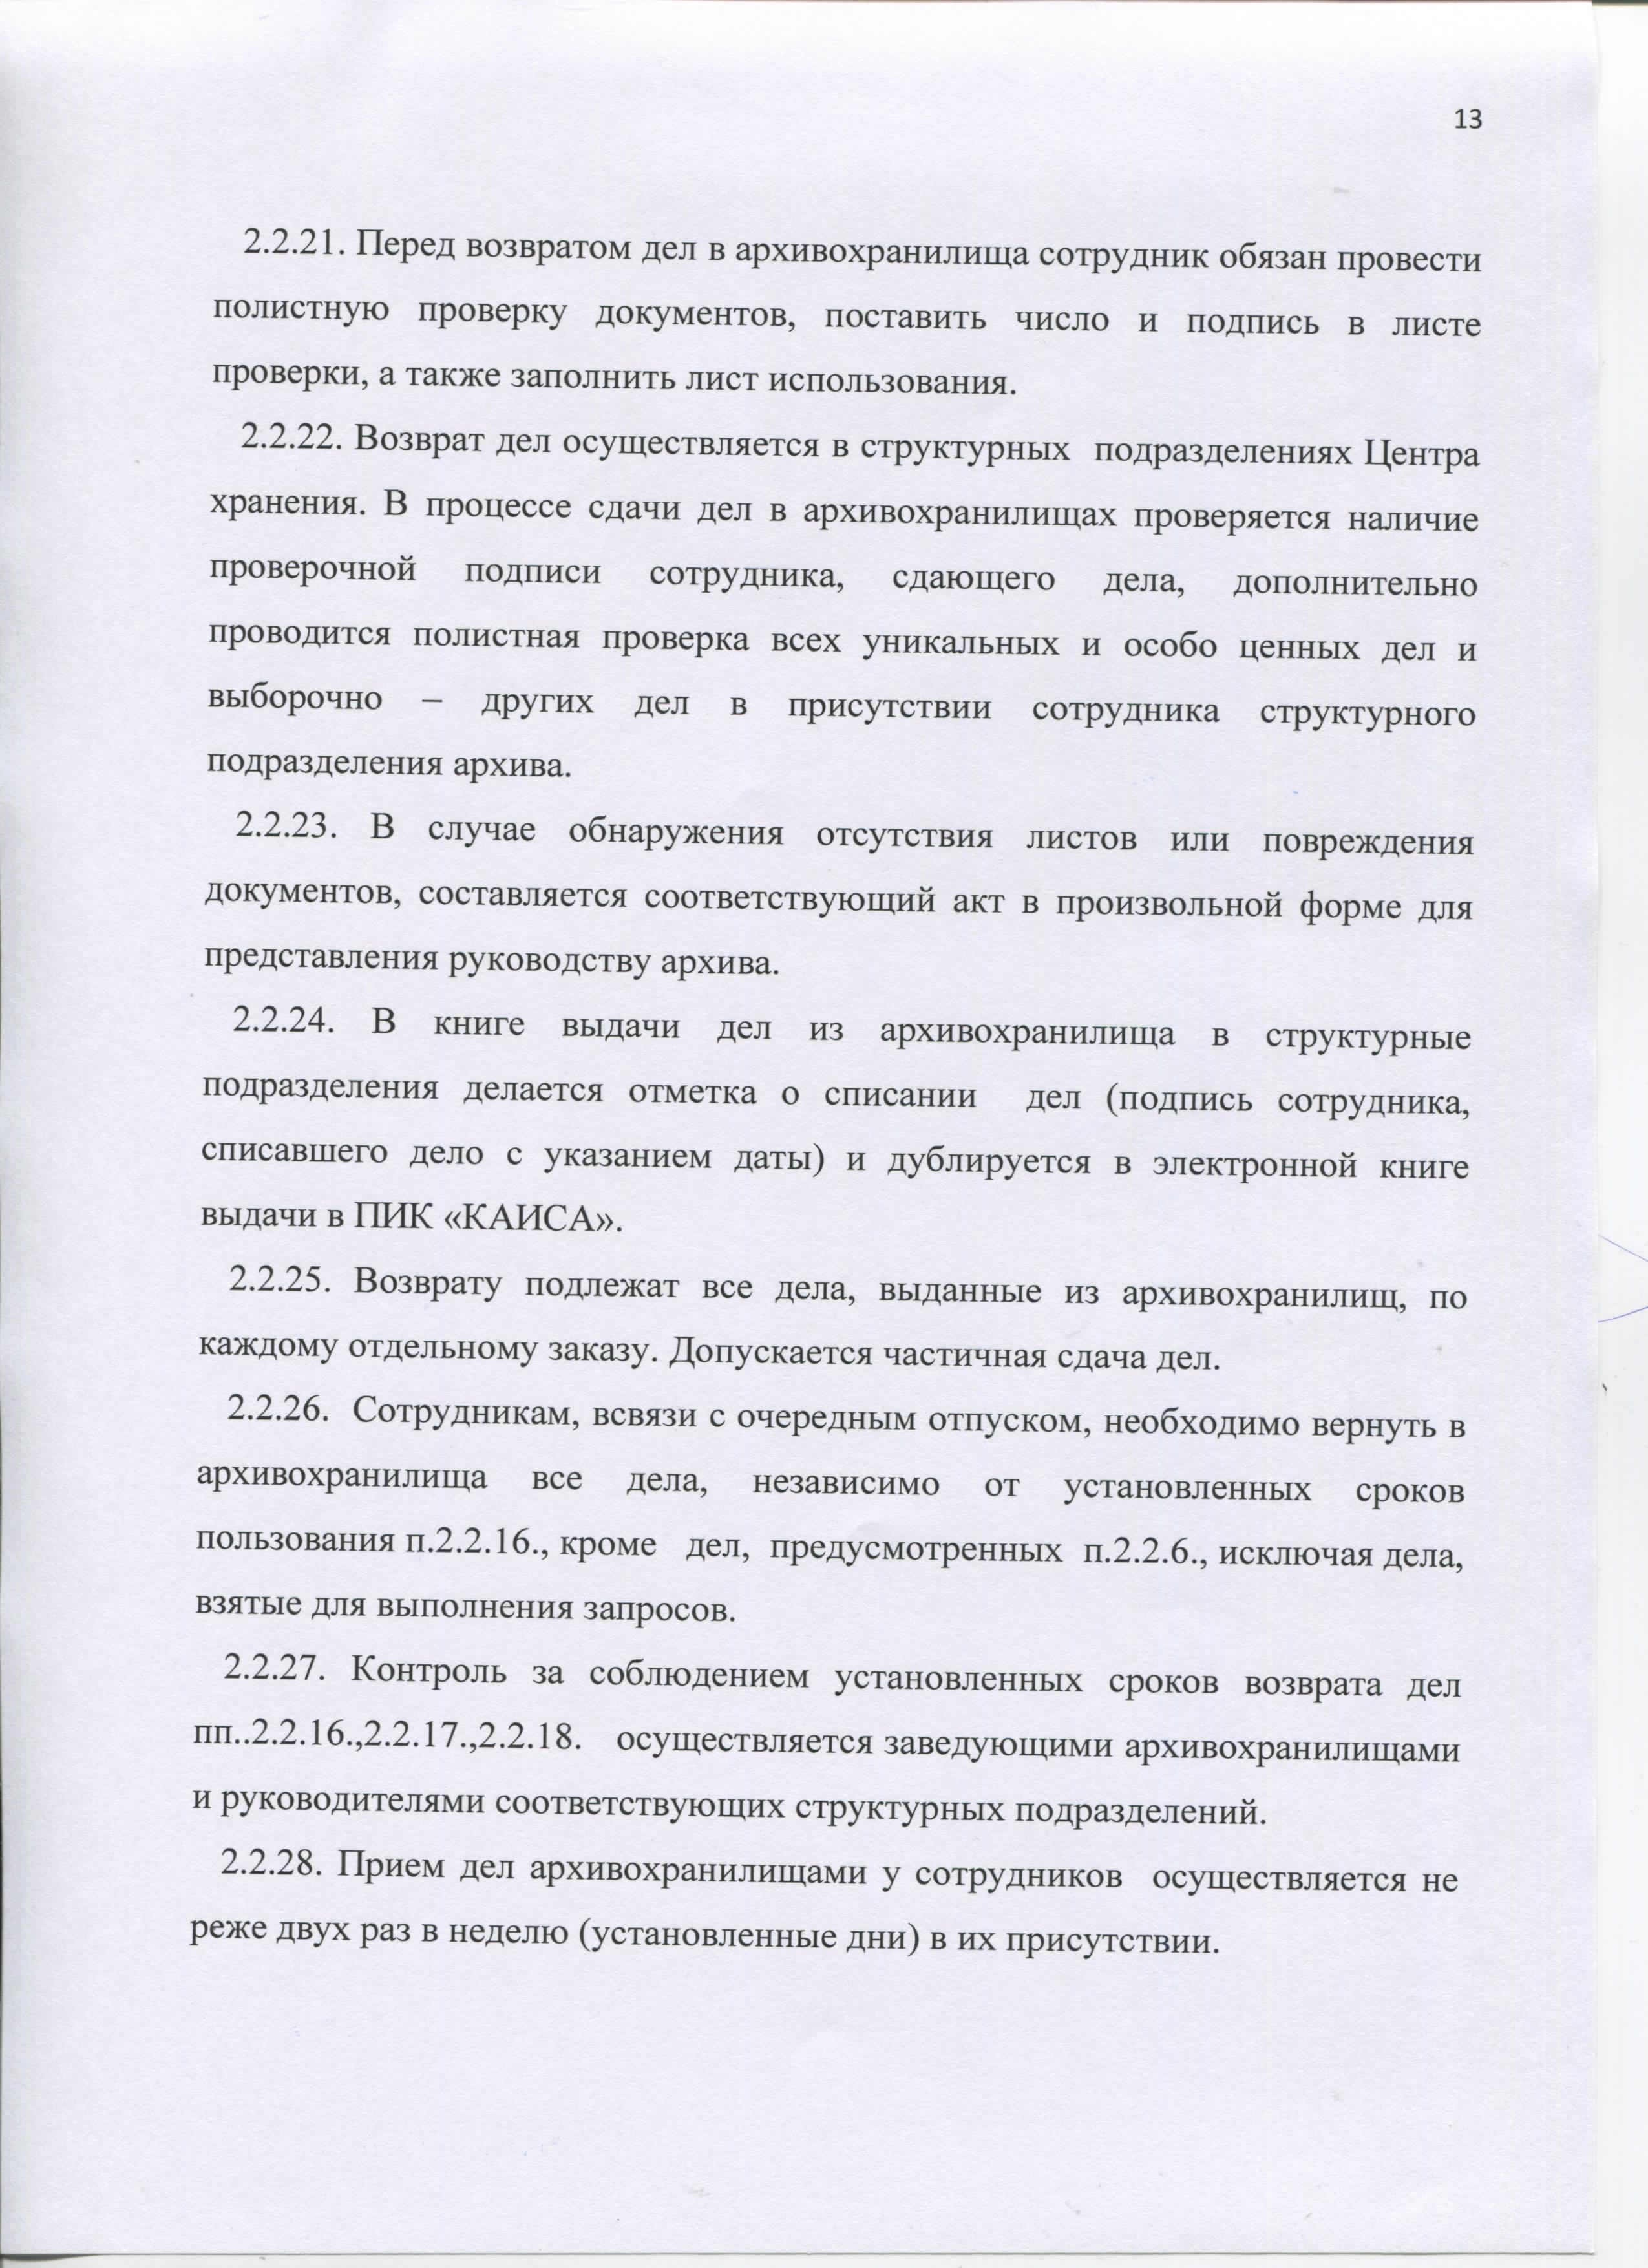 13
2.2.21. Перед возвратом дел в архивохранилища сотрудник обязан провести
полистную проверку документов, поставить число и подпись в листе
проверки, а также заполнить лист использования.
2.2.22. Возврат дел осуществляется в структурных подразделениях Центра
хранения. В процессе сдачи дел в архивохранилищах проверяется наличие
проверочной подписи сотрудника, сдающего дела, дополнительно
проводится полистная проверка всех уникальных и особо ценных дел и
выборочно – других дел в присутствии сотрудника структурного
подразделения архива.
2.2.23. В случае обнаружения отсутствия листов или повреждения
документов, составляется соответствующий акт в произвольной форме для
представления руководству архива.
2.2.24. В книге выдачи дел из архивохранилища в структурные
подразделения делается отметка о списании дел (подпись сотрудника,
списавшего дело с указанием даты) и дублируется в электронной книге
выдачи в ПИК «КАИСА».
2.2.25. Возврату подлежат все дела, выданные из архивохранилищ, по
каждому отдельному заказу. Допускается частичная сдача дел.
2.2.26. Сотрудникам, всвязи с очередным отпуском, необходимо вернуть в
архивохранилища все дела, независимо от установленных сроков
пользования п.2.2.16., кроме дел, предусмотренных п.2.2.6., исключая дела,
взятые для выполнения запросов.
2.2.27. Контроль за соблюдением установленных сроков возврата дел
пп..2.2.16.,2.2.17.,2.2.18. осуществляется заведующими архивохранилищами
и руководителями соответствующих структурных подразделений.
2.2.28. Прием дел архивохранилищами у сотрудников осуществляется не
реже двух раз в неделю (установленные дни) в их присутствии.